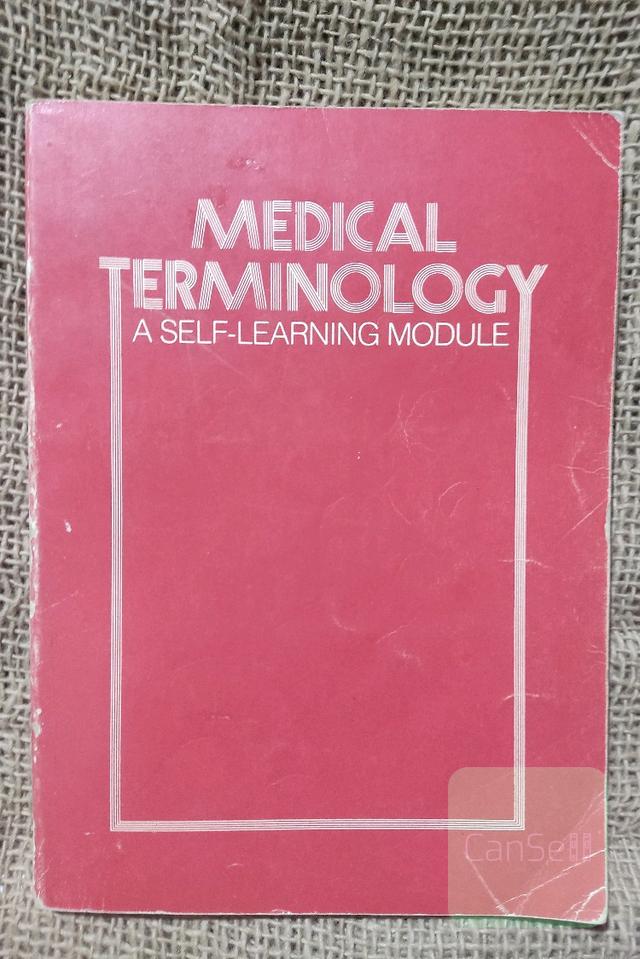 MEDICAL
TERMINOLOGY
A SELF-LEARNING MODULE
CanSell